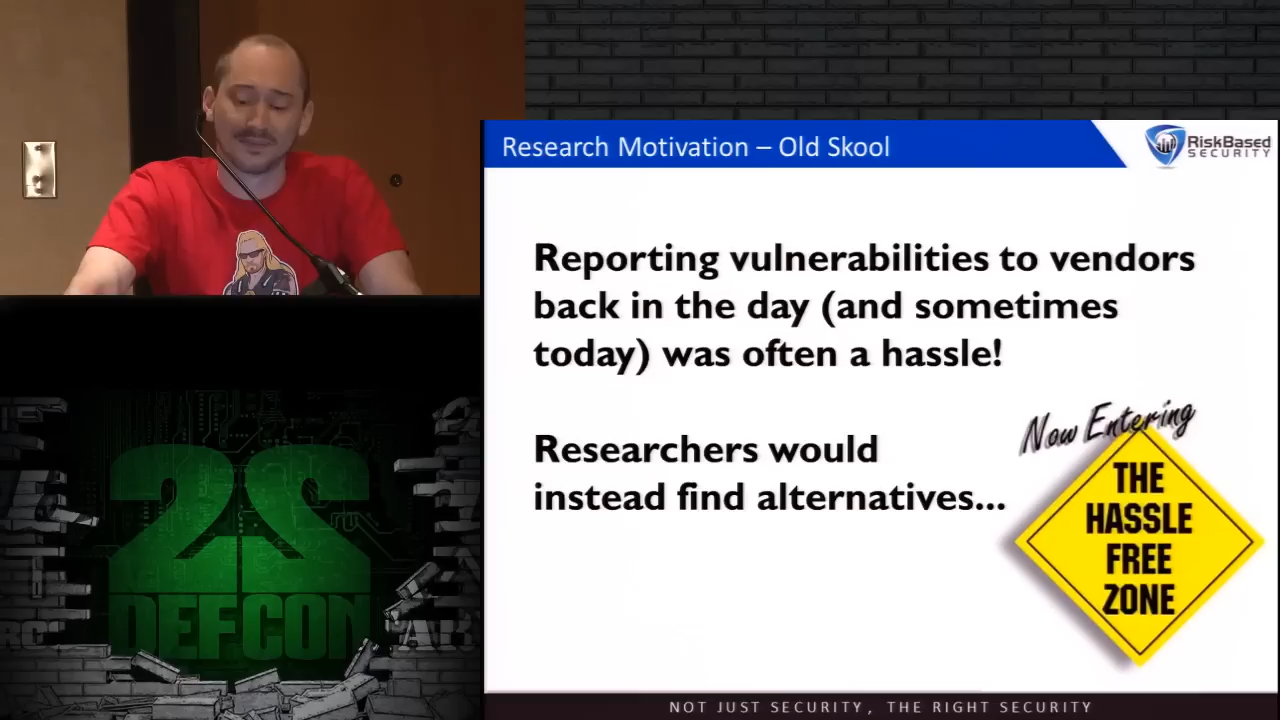 Research Motivation – Old Skool
RiskBased
SECURITY
Reporting vulnerabilities to vendors
back in the day (and sometimes
today) was often a hassle!
Researchers would
instead find alternatives...
Now Entering
THE
HASSLE
FREE
ZONE
22
DEFCON
NOT JUST SECURITY, THE RIGHT SECURITY